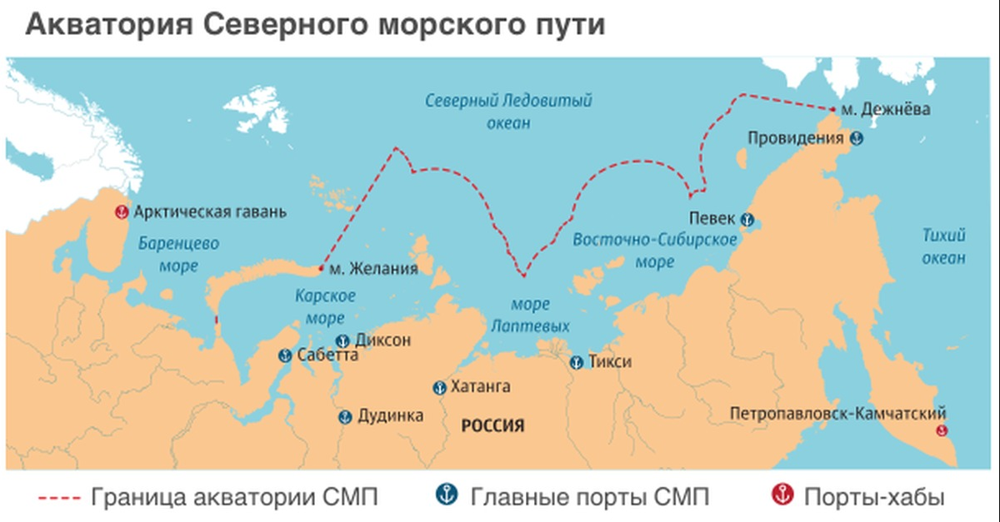 Акватория Северного морского пути
Северный Ледовитый
океан
м. Дежнёва
Провидения
Арктическая гавань
Певек
Баренцево
море
Восточно-Сибирское
море
Тихий
океан
м. Желания
Карское
море
море
Лаптевых
Диксон
Сабетта
Тикси
Хатанга
Дудинка
РОССИЯ
Петропавловск-Камчатский
Граница акватории СМП
Главные порты СМП
Порты-хабы